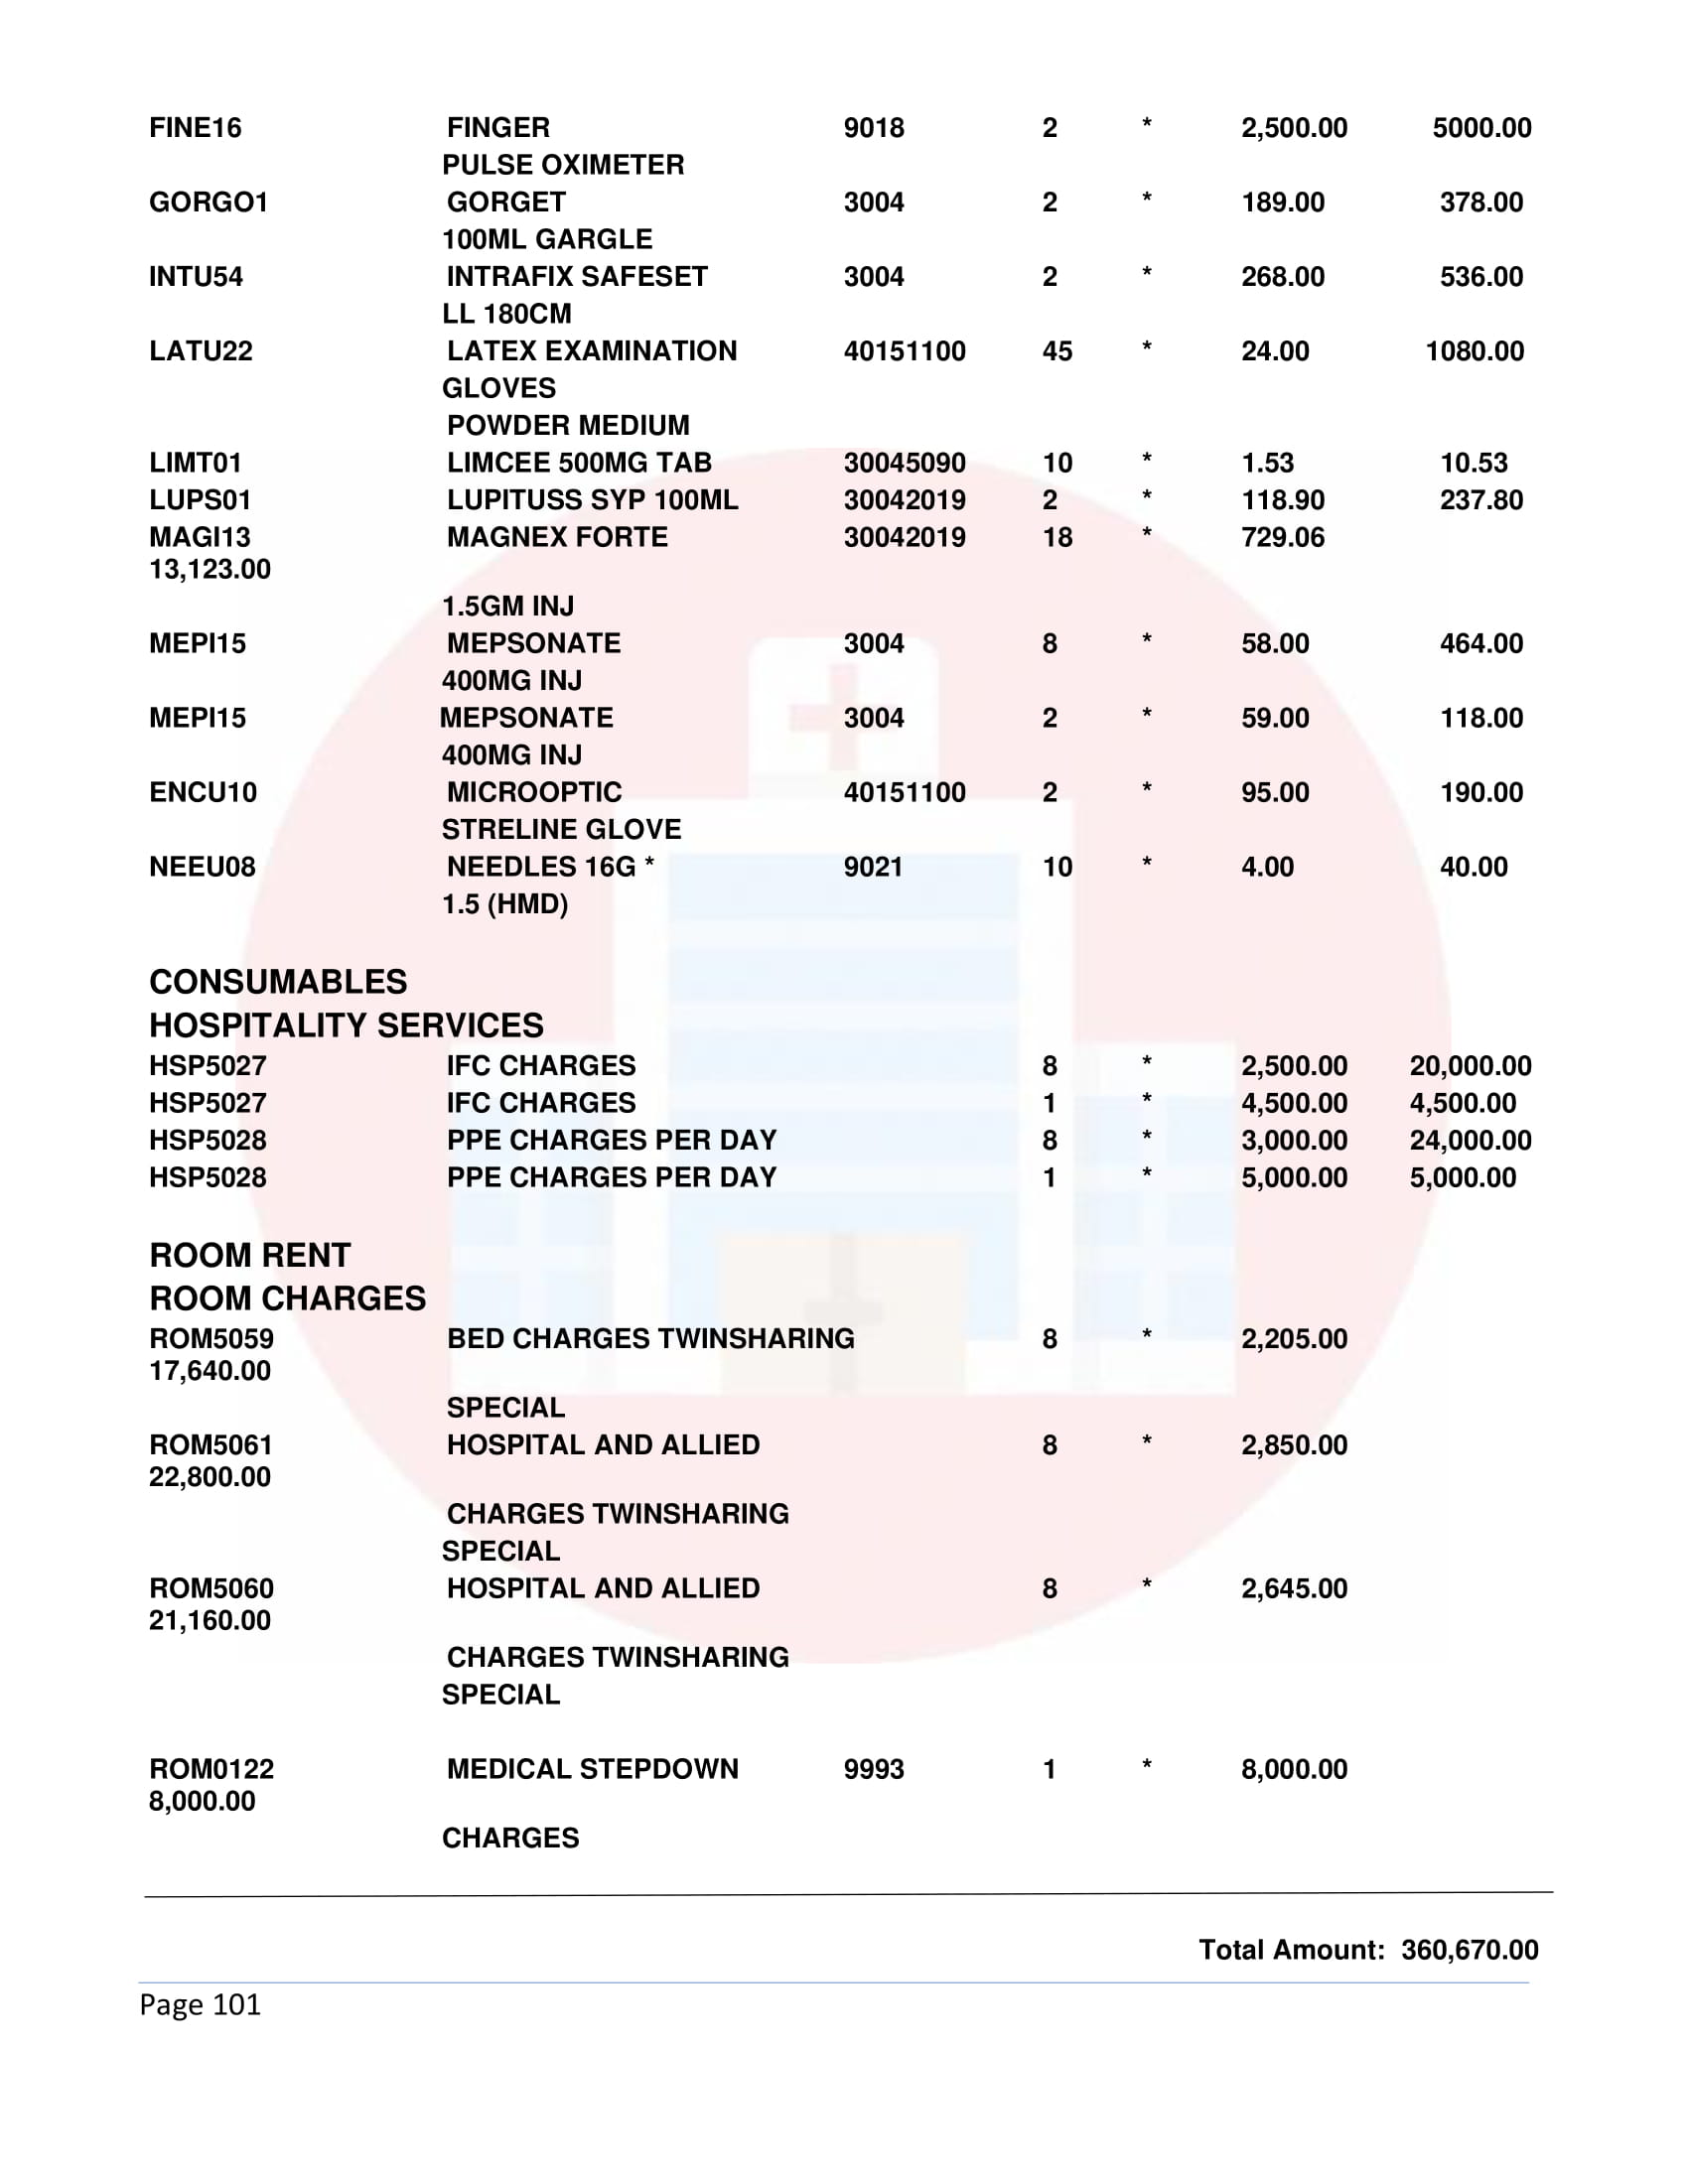 FINE16 FINGER 9018 2 * 2,500.00 5000.00
PULSE OXIMETER
GORGO1 GORGET 3004 2 * 189.00 378.00
100ML GARGLE
INTU54 INTRAFIX SAFESET 3004 2 * 268.00 536.00
LL 180CM
LATU22 LATEX EXAMINATION 40151100 45 * 24.00 1080.00
GLOVES
POWDER MEDIUM
LIMT01 LIMCEE 500MG TAB 30045090 10 * 1.53 10.53
LUPS01 LUPITUSS SYP 100ML 30042019 2 * 118.90 237.80
MAGI13 MAGNEX FORTE 30042019 18 * 729.06
13,123.00
1.5GM INJ
MEPI15 MEPSONATE 3004 8 * 58.00 464.00
400MG INJ
MEPI15 MEPSONATE 3004 2 * 59.00 118.00
400MG INJ
ENCU10 MICROOPTIC 40151100 2 * 95.00 190.00
STRELINE GLOVE
NEEU08 NEEDLES 16G * 9021 10 * 4.00 40.00
1.5 (HMD)
CONSUMABLES
HOSPITALITY SERVICES
HSP5027 IFC CHARGES 8 * 2,500.00 20,000.00
HSP5027 IFC CHARGES 1 * 4,500.00 4,500.00
HSP5028 PPE CHARGES PER DAY 8 * 3,000.00 24,000.00
HSP5028 PPE CHARGES PER DAY 1 * 5,000.00 5,000.00
ROOM RENT
ROOM CHARGES
ROM5059 BED CHARGES TWINSHARING 8 * 2,205.00
17,640.00
SPECIAL
ROM5061 HOSPITAL AND ALLIED 8 * 2,850.00
22,800.00
CHARGES TWINSHARING
SPECIAL
ROM5060 HOSPITAL AND ALLIED 8 * 2,645.00
21,160.00
CHARGES TWINSHARING
SPECIAL
ROM0122 MEDICAL STEPDOWN 9993 1 * 8,000.00
8,000.00
CHARGES
Total Amount: 360,670.00
Page 101